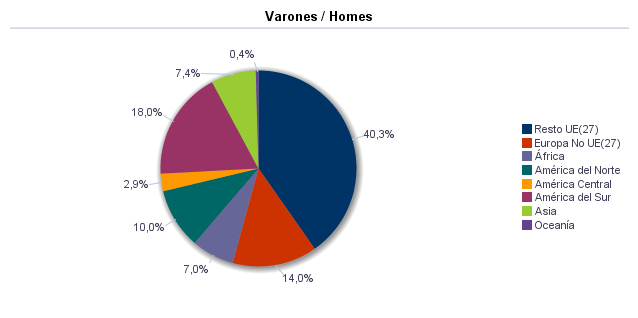 Varones / Homes
0,4%
7,4%
18,0%
40,3%
2,9%
10,0%
7,0%
14,0%
Resto UE(27)
Europa No UE(27)
África
América del Norte
América Central
América del Sur
Asia
Oceanía